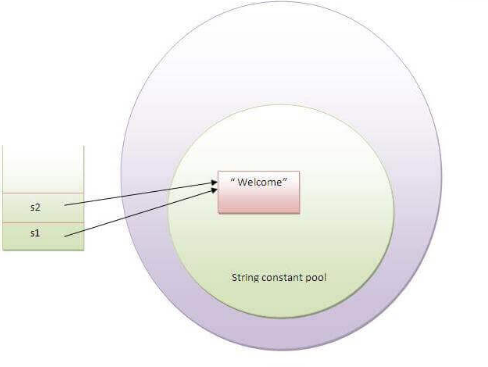 “ Welcome”
s2
s1
String constant pool